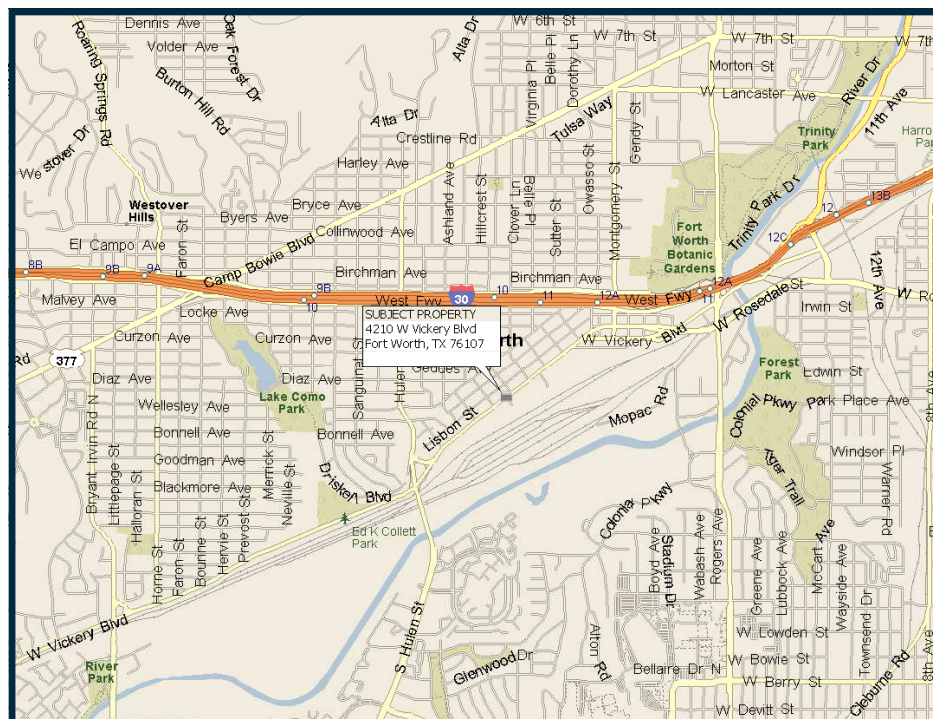 Dennis Ave
Volder Ave
Roaring Springs Rd
Oak Forest Dr
Burton Hill Rd
Alta Dr
W 6th St
W 7th St
W 7th St
W 7th
Belle Pl
Dorothy Ln
Virginia Pl
Morton St
W Lancaster Ave
River Dr
11th Ave
Tulsa Way
Gendy St
Alta Dr
Crestline Rd
Westover Dr
Harley Ave
Trinity
Park
Harro
Par
Ashland Ave
Hillcrest St
Clover Ln
Belle Pl
Sutter St
Owasso St
Montgomery St
Trinity Park Dr
Westover
Hills
Bryce Ave
Byers Ave
Collinwood Ave
Faron St
El Campo Ave
Camp Bowie Blvd
Fort
Worth
Botanic
Gardens
13B
12
12C
12th Ave
8B
9B
9A
Birchman Ave
Birchman Ave
9B
10
11
12A
12A
11
10
Malvey Ave
West Fwy
30
West Fwy
W Rosedale St
W Ro
Irwin St
Locke Ave
SUBJECT PROPERTY
4210 W Vickery Blvd
Fort Worth, TX 76107
rth
W Vickery Blvd
Curzon Ave
Curzon Ave
Rd
377
Sanguinet St
Hulen
Geddes A
Diaz Ave
Diaz Ave
Forest
Park
Edwin St
Lake Como
Park
Wellesley Ave
Lisbon St
Mopac Rd
Colonial Pkwy
Park Place Ave
8th Ave
Bonnell Ave
Bonnell Ave
Goodman Ave
Blackmore Ave
Bryant Irvin Rd N
Littlepage St
Halloran St
Merrick St
Neville St
Driskell Blvd
Tiger Trail
Windsor Pl
Warner Rd
Ed K Collett
Park
Colonial Pkwy
Horne St
Faron St
Bourine St
Hervie St
Prevost St
Boyd Ave
Stadium Dr
Wabash Ave
Rogers Ave
Greene Ave
Lubbock Ave
McCart Ave
Wayside Ave
Townsend Dr
W Vickery Blvd
S Hulen St
Alton Rd
W Lowden St
River
Park
Glenwood Dr
Bellaire Dr N
W Bowie St
W Berry St
Cleburne Rd
8th Ave
W Devitt St